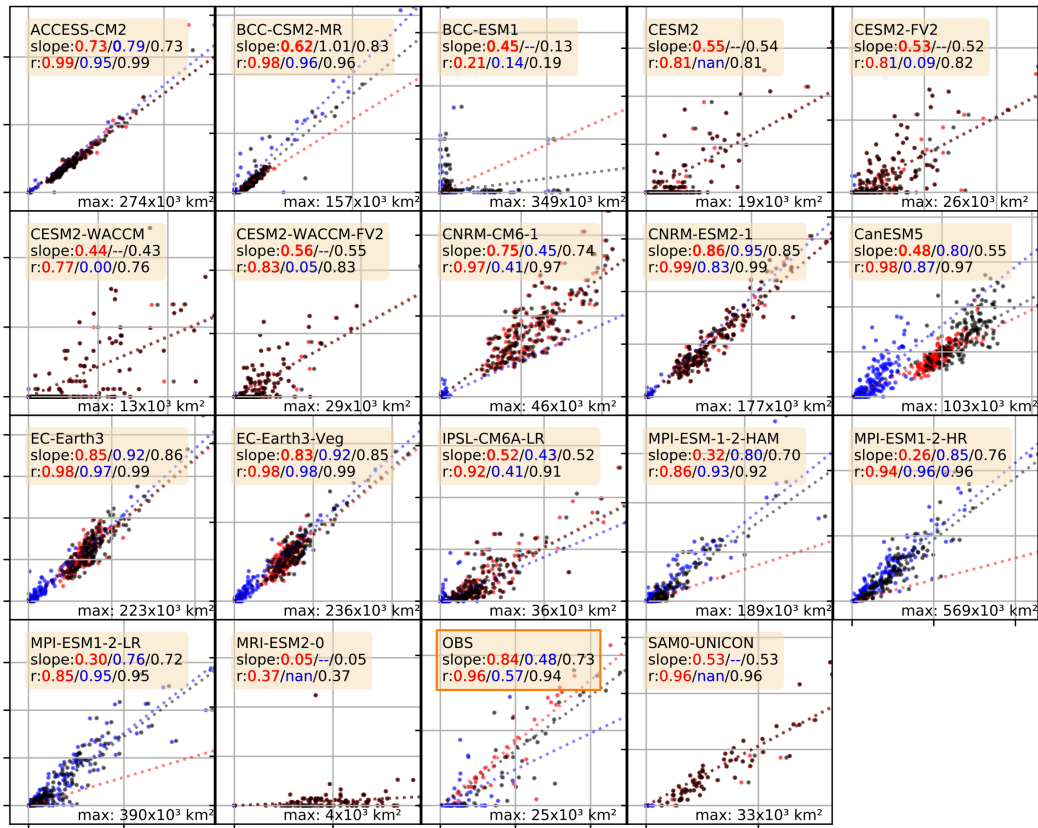 ACCESS-CM2
slope:0.73/0.79/0.73
r:0.99/0.95/0.99
max: 274x10³ km²
BCC-CSM2-MR
slope:0.62/1.01/0.83
r:0.98/0.96/0.96
max: 157x10³ km²
BCC-ESM1
slope:0.45/--/0.13
r:0.21/0.14/0.19
max: 349x10³ km²
CESM2
slope:0.55/--/0.54
r:0.81/nan/0.81
max: 19x10³ km²
CESM2-FV2
slope:0.53/--/0.52
r:0.81/0.09/0.82
max: 26x10³ km²
CESM2-WACCM
slope:0.44/--/0.43
r:0.77/0.00/0.76
max: 13x10³ km²
CESM2-WACCM-FV2
slope:0.56/--/0.55
r:0.83/0.05/0.83
max: 29x10³ km²
CNRM-CM6-1
slope:0.75/0.45/0.74
r:0.97/0.41/0.97
max: 46x10³ km²
CNRM-ESM2-1
slope:0.86/0.95/0.85
r:0.99/0.83/0.99
max: 177x10³ km²
CanESM5
slope:0.48/0.80/0.55
r:0.98/0.87/0.97
max: 103x10³ km²
EC-Earth3
slope:0.85/0.92/0.86
r:0.98/0.97/0.99
max: 223x10³ km²
EC-Earth3-Veg
slope:0.83/0.92/0.85
r:0.98/0.98/0.99
max: 236x10³ km²
IPSL-CM6A-LR
slope:0.52/0.43/0.52
r:0.92/0.41/0.91
max: 36x10³ km²
MPI-ESM-1-2-HAM
slope:0.32/0.80/0.70
r:0.86/0.93/0.92
max: 189x10³ km²
MPI-ESM1-2-HR
slope:0.26/0.85/0.76
r:0.94/0.96/0.96
max: 569x10³ km²
MPI-ESM1-2-LR
slope:0.30/0.76/0.72
r:0.85/0.95/0.95
max: 390x10³ km²
MRI-ESM2-0
slope:0.05/--/0.05
r:0.37/nan/0.37
max: 4x10³ km²
OBS
slope:0.84/0.48/0.73
r:0.96/0.57/0.94
max: 25x10³ km²
SAM0-UNICON
slope:0.53/--/0.53
r:0.96/nan/0.96
max: 33x10³ km²